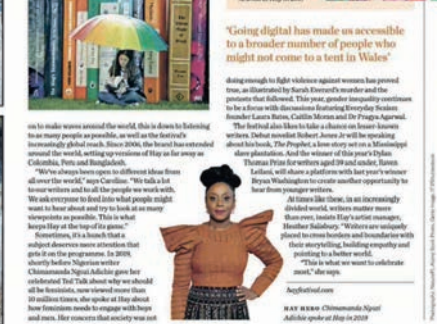 'Going digital has made us accessible
to a broader number of people who
might not come to a tent in Wales'
on to make waves around the world, this is down to listening
to as many people as possible, as well as the festival's
increasingly global reach. Since 2006, the brand has extended
around the world, setting up versions of Hay as far away as
Colombia, Peru and Bangladesh.
"We've always been open to different ideas from
all over the world," says Caroline. "We talk a lot
to our writers and to all the people we work with.
We ask everyone to feed into what people might
want to hear about and try to look at as many
viewpoints as possible. This is what
keeps Hay at the top of its game."
Sometimes, it's a hunch that a
subject deserves more attention that
gets it on the programme. In 2019,
shortly before Nigerian writer
Chimamanda Ngozi Adichie gave her
celebrated Ted Talk about why we should
all be feminists, now viewed more than
10 million times, she spoke at Hay about
how feminism needs to engage with boys
and men. Her concern that society was not
doing enough to fight violence against women has proved
true, as illustrated by Sarah Everard's murder and the
protests that followed. This year, gender inequality continues
to be a focus with discussions featuring Everyday Sexism
founder Laura Bates, Caitlin Moran and Dr Pragya Agarwal.
The festival also likes to take a chance on lesser-known
writers. Debut novelist Robert Jones Jr will be speaking
about his book, The Prophet, a love story set on a Mississippi
slave plantation. And the winner of this year's Dylan
Thomas Prize for writers aged 39 and under, Raven
Leilani, will share a platform with last year's winner
Bryan Washington to create another opportunity to
hear from younger writers.
At times like these, in an increasingly
divided world, writers matter more
than ever, insists Hay's artist manager,
Heather Salisbury. "Writers are uniquely
placed to cross borders and boundaries with
their storytelling, building empathy and
pointing to a better world.
"This is what we want to celebrate
most," she says.
hayfestival.com
HAY HERO Chimamanda Ngozi
Adichie spoke at Hay in 2019